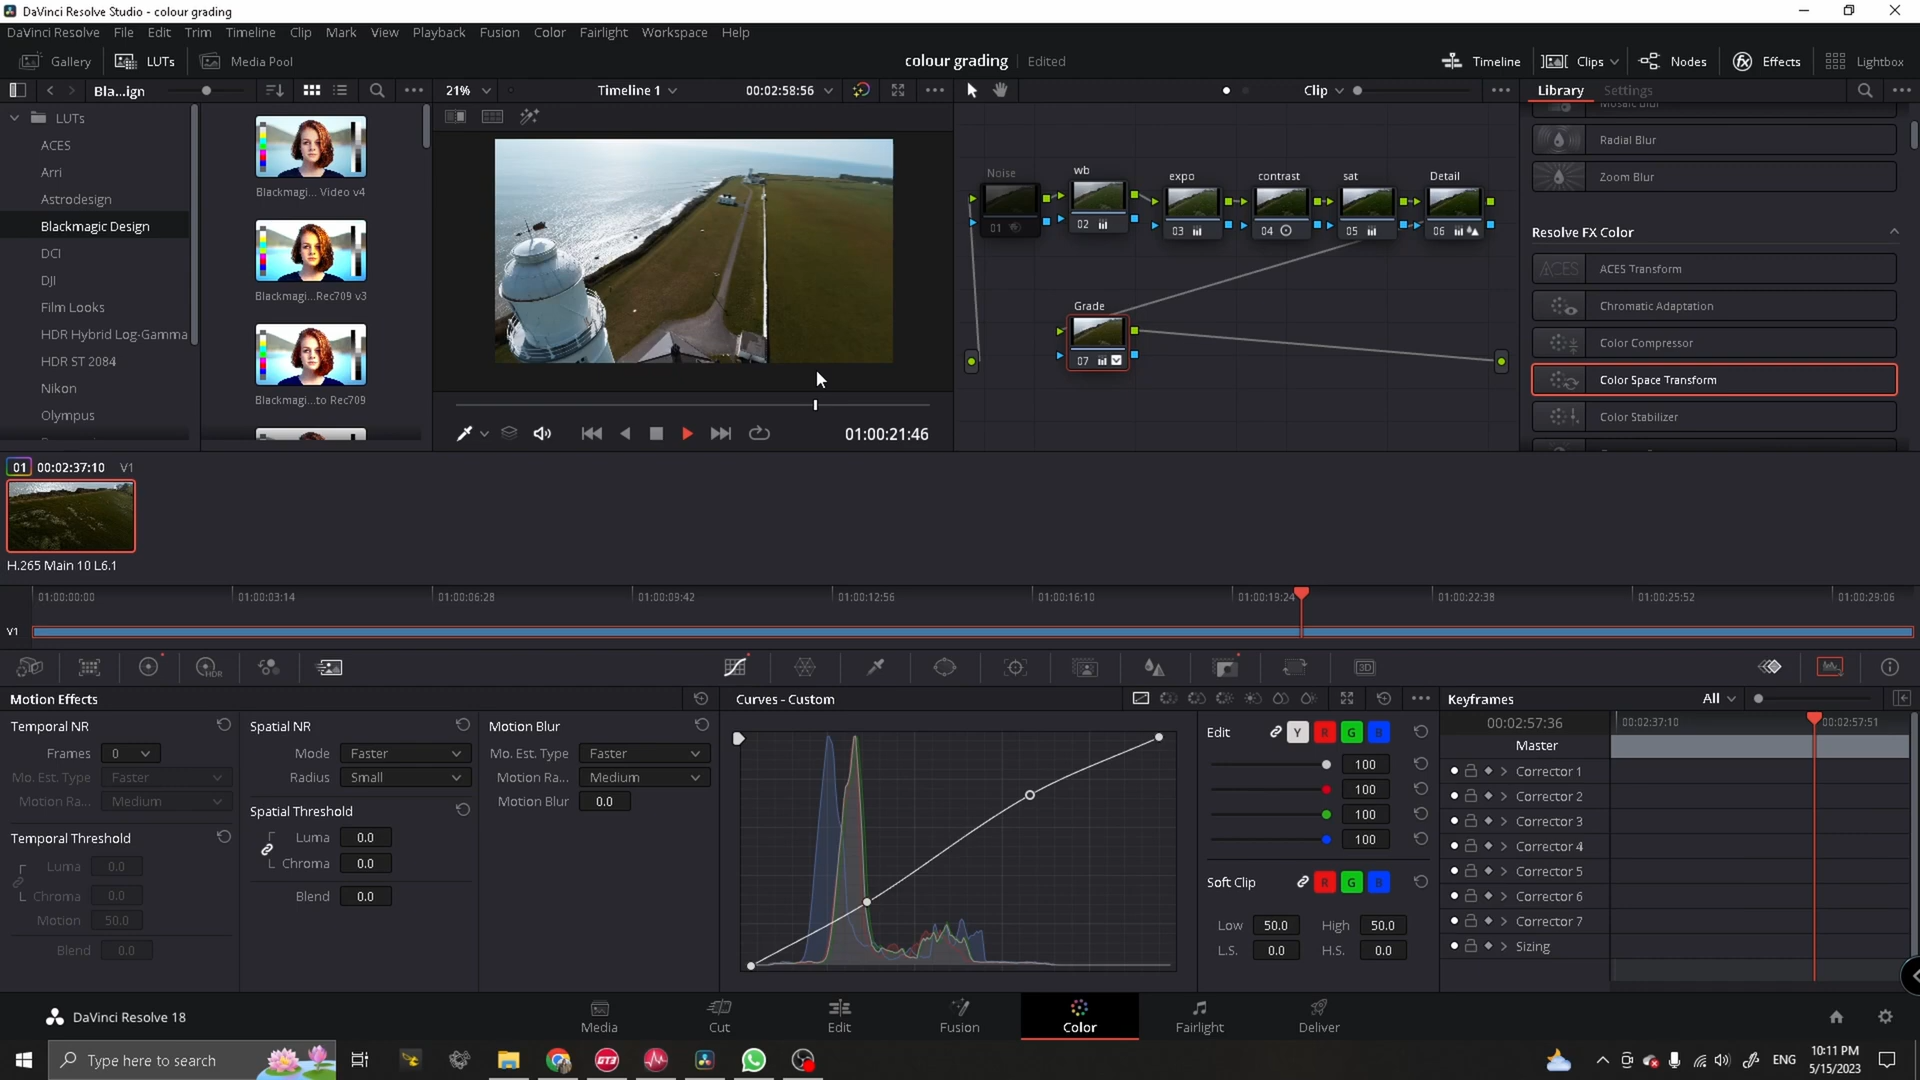 DaVinci Resolve Studio - colour grading
DaVinci Resolve File Edit Trim Timeline Clip Mark View Playback Fusion Color Fairlight Workspace Help
Gallery LUTs Media Pool colour grading Edited Timeline Clips Nodes Effects Lightbox
Bla...ign 21% Timeline 1 00:02:58:56 Clip Library Settings
LUTs
ACES
Arri
Astrodesign
Blackmagic Design
DCI
DJI
Film Looks
HDR Hybrid Log-Gamma
HDR ST 2084
Nikon
Olympus
Blackmagi... Video v4
Blackmagi...Rec709 v3
Blackmagi...to Rec709
01:00:21:46
Noise wb expo contrast sat Detail
01 02 03 04 05 06
Grade
07
Mosaic Blur
Radial Blur
Zoom Blur
Resolve FX Color
ACES Transform
Chromatic Adaptation
Color Compressor
Color Space Transform
Color Stabilizer
01 00:02:37:10 V1
H.265 Main 10 L6.1
01:00:00:00 01:00:03:14 01:00:06:28 01:00:09:42 01:00:12:56 01:00:16:10 01:00:19:24 01:00:22:38 01:00:25:52 01:00:29:06
V1
HDR 3D
Motion Effects
Temporal NR
Frames 0
Mo. Est. Type Faster
Motion Ra... Medium
Temporal Threshold
Luma 0.0
Chroma 0.0
Motion 50.0
Blend 0.0
Spatial NR
Mode Faster
Radius Small
Spatial Threshold
Luma 0.0
Chroma 0.0
Blend 0.0
Motion Blur
Mo. Est. Type Faster
Motion Ra... Medium
Motion Blur 0.0
Curves - Custom
Edit Y R G B
100
100
100
100
Soft Clip R G B
Low 50.0 High 50.0
L.S. 0.0 H.S. 0.0
Keyframes All
00:02:57:36 00:02:37:10 00:02:57:51
Master
Corrector 1
Corrector 2
Corrector 3
Corrector 4
Corrector 5
Corrector 6
Corrector 7
Sizing
DaVinci Resolve 18 Media Cut Edit Fusion Color Fairlight Deliver
Type here to search GT3 ENG 10:11 PM
5/15/2023